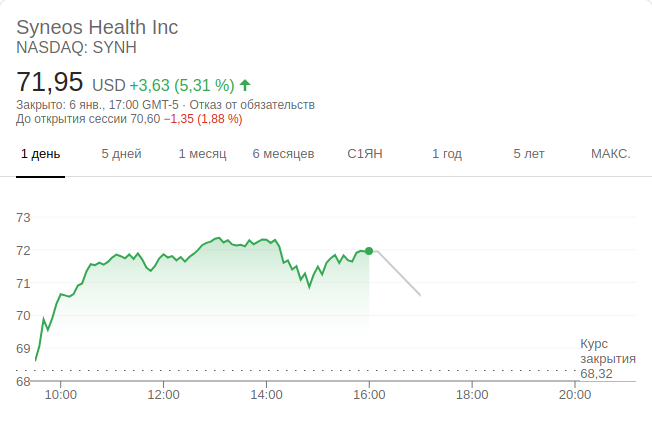 Syneos Health Inc
NASDAQ: SYNH
71,95 USD +3,63 (5,31 %)
Закрыто: 6 янв., 17:00 GMT-5 · Отказ от обязательств
До открытия сессии 70,60 −1,35 (1,88 %)
1 день 5 дней 1 месяц 6 месяцев С1ЯН 1 год 5 лет МАКС.
73
72
71
70
69
68
Курс
закрытия
68,32
10:00 12:00 14:00 16:00 18:00 20:00